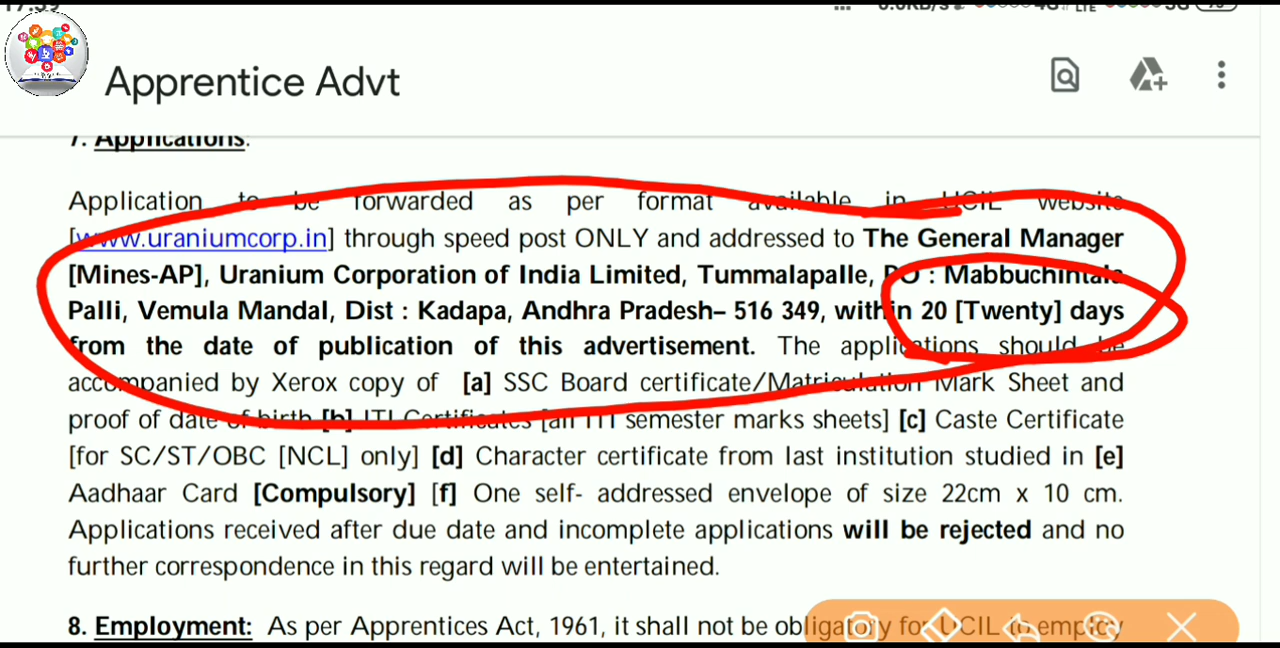 Apprentice Advt
7. Applications:
Application to be forwarded as per format available in UCIL website
[www.uraniumcorp.in] through speed post ONLY and addressed to The General Manager
[Mines-AP], Uranium Corporation of India Limited, Tummalapalle, PO : Mabbuchintala
Palli, Vemula Mandal, Dist : Kadapa, Andhra Pradesh– 516 349, within 20 [Twenty] days
from the date of publication of this advertisement. The applications should be
accompanied by Xerox copy of [a] SSC Board certificate/Matriculation Mark Sheet and
proof of date of birth [b] ITI Certificates [all ITI semester marks sheets] [c] Caste Certificate
[for SC/ST/OBC [NCL] only] [d] Character certificate from last institution studied in [e]
Aadhaar Card [Compulsory] [f] One self- addressed envelope of size 22cm x 10 cm.
Applications received after due date and incomplete applications will be rejected and no
further correspondence in this regard will be entertained.
8. Employment: As per Apprentices Act, 1961, it shall not be obligatory for UCIL to employ